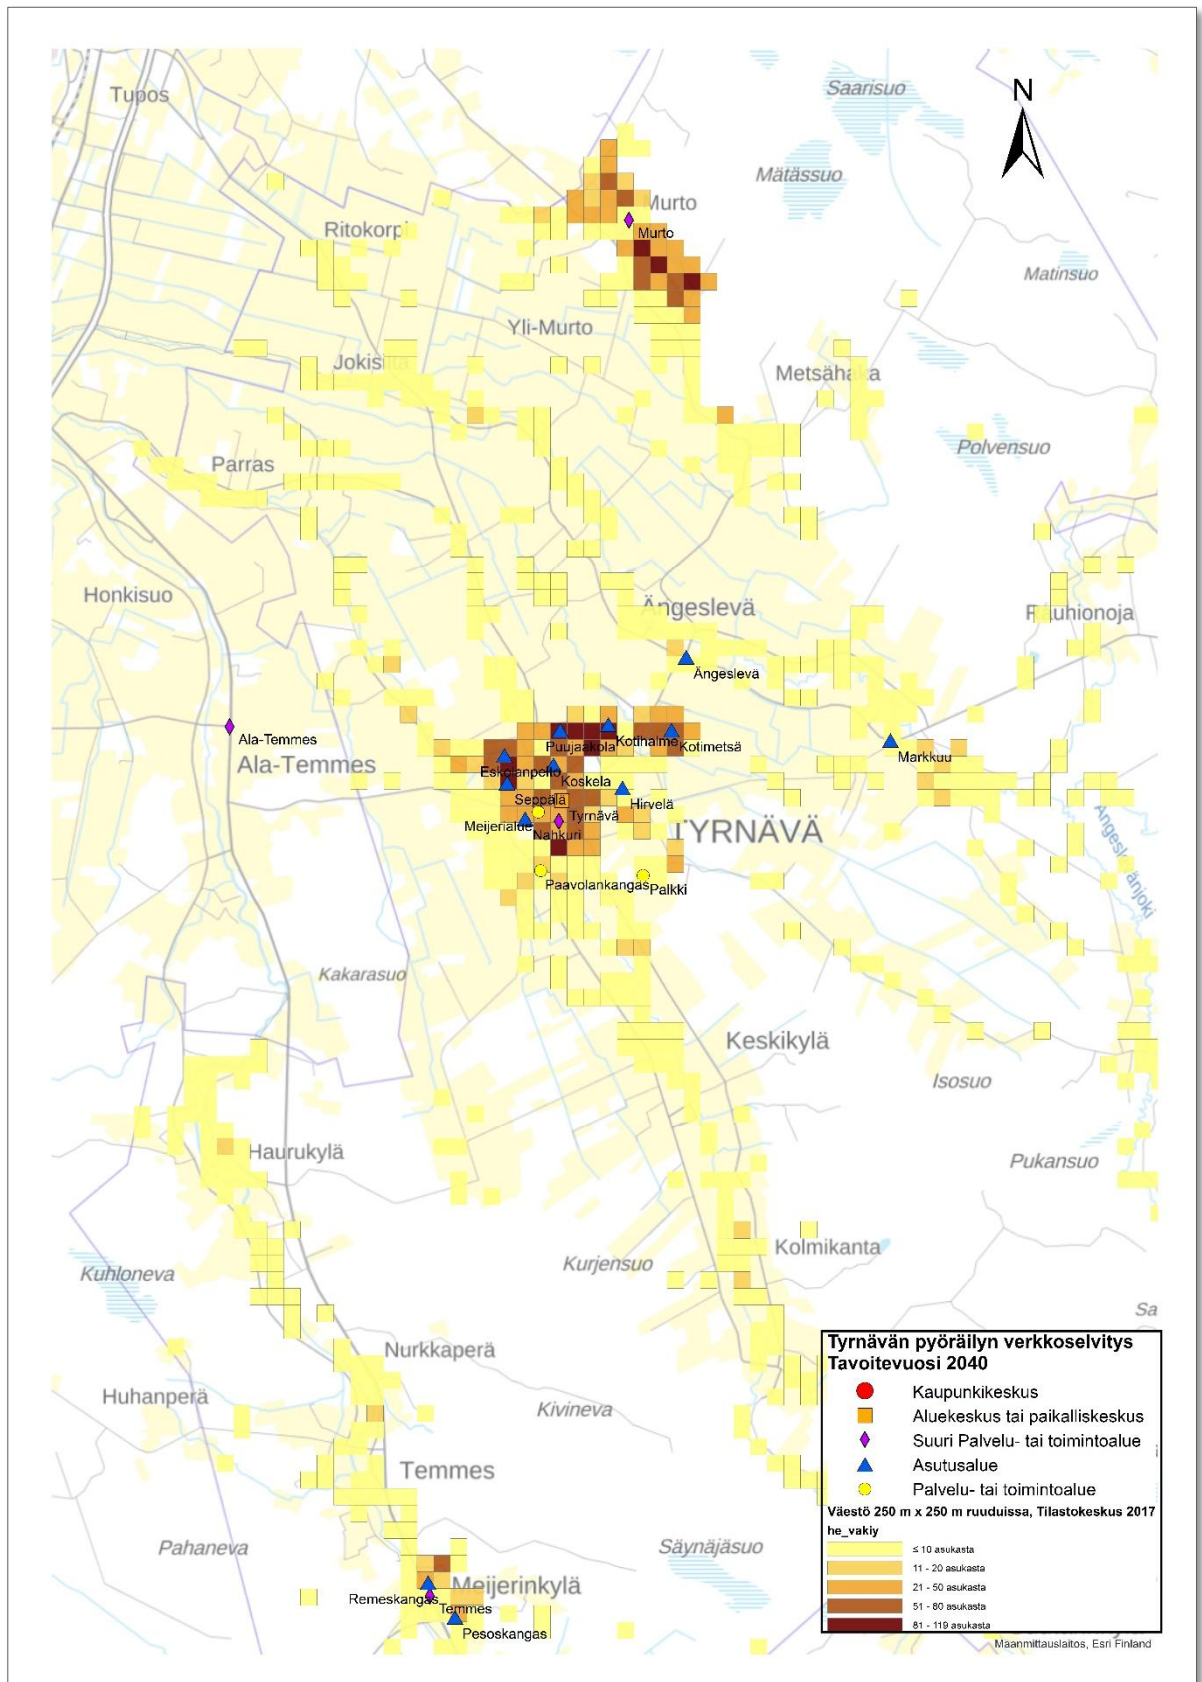 Tupos
Saarisuo
N
Mätässuo
Murto
Ritokorpi
Murto
Matinsuo
Yli-Murto
Jokisilta
Metsähaka
Polvensuo
Parras
Honkisuo
Ängeslevä
Rauhionoja
Ängeslevä
Ala-Temmes
Puujaakola
Kotihalme
Kotimetsä
Markkuu
Ala-Temmes
Eskolanpelto
Koskela
Seppälä
Hirvelä
Meijerialue
Tyrnävä
TYRNÄVÄ
Nahkuri
Paavolankangas
Palkki
Kakarasuo
Keskikylä
Isosuo
Haurukylä
Pukansuo
Kolmikanta
Kurjensuo
Kuhloneva
Sa
Nurkkaperä
Huhanperä
Kivineva
Temmes
Pahaneva
Säynäjäsuo
Meijerinkylä
Remeskangas
Temmes
Pesoskangas
Tyrnävän pyöräilyn verkkoselvitys
Tavoitevuosi 2040
Kaupunkikeskus
Aluekeskus tai paikalliskeskus
Suuri Palvelu- tai toimintoalue
Asutusalue
Palvelu- tai toimintoalue
Väestö 250 m x 250 m ruuduissa, Tilastokeskus 2017
he_vakiy
≤ 10 asukasta
11 - 20 asukasta
21 - 50 asukasta
51 - 80 asukasta
81 - 119 asukasta
Maanmittauslaitos, Esri Finland